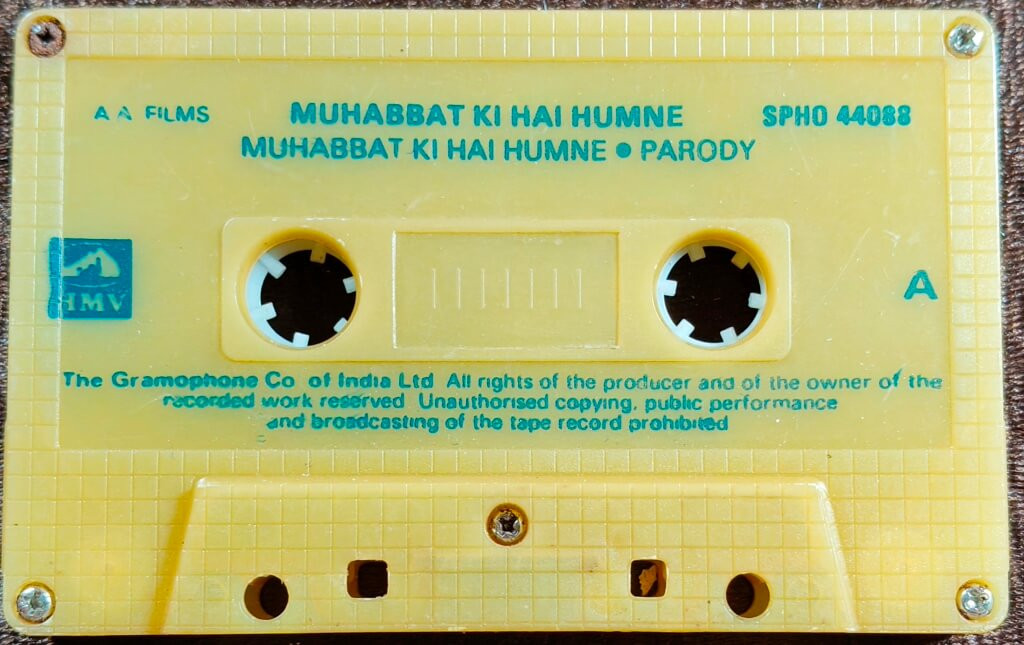 A A FILMS
MUHABBAT KI HAI HUMNE
SPHO 44088
MUHABBAT KI HAI HUMNE • PARODY
HMV
A
The Gramophone Co of India Ltd All rights of the producer and of the owner of the
recorded work reserved Unauthorised copying, public performance
and broadcasting of the tape record prohibited